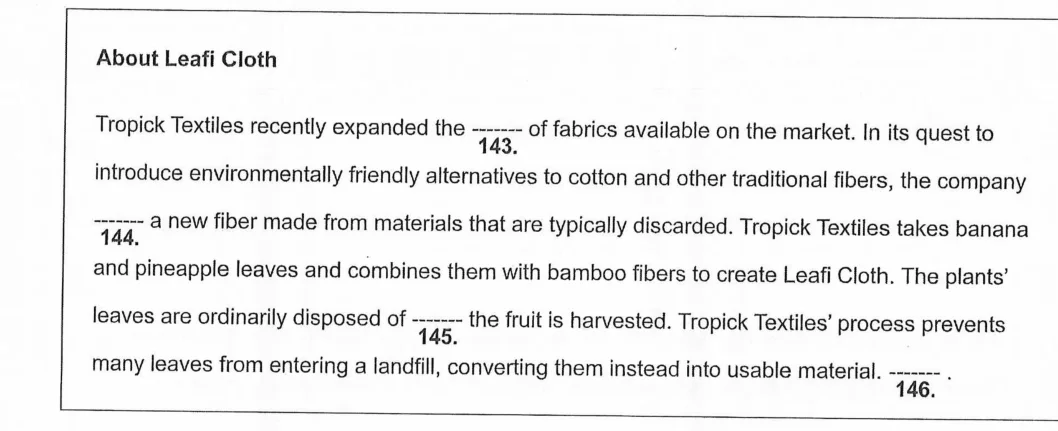 About Leafi Cloth
Tropick Textiles recently expanded the ------- of fabrics available on the market. In its quest to
143.
introduce environmentally friendly alternatives to cotton and other traditional fibers, the company
------- a new fiber made from materials that are typically discarded. Tropick Textiles takes banana
144.
and pineapple leaves and combines them with bamboo fibers to create Leafi Cloth. The plants'
leaves are ordinarily disposed of ------- the fruit is harvested. Tropick Textiles' process prevents
145.
many leaves from entering a landfill, converting them instead into usable material. ------- .
146.